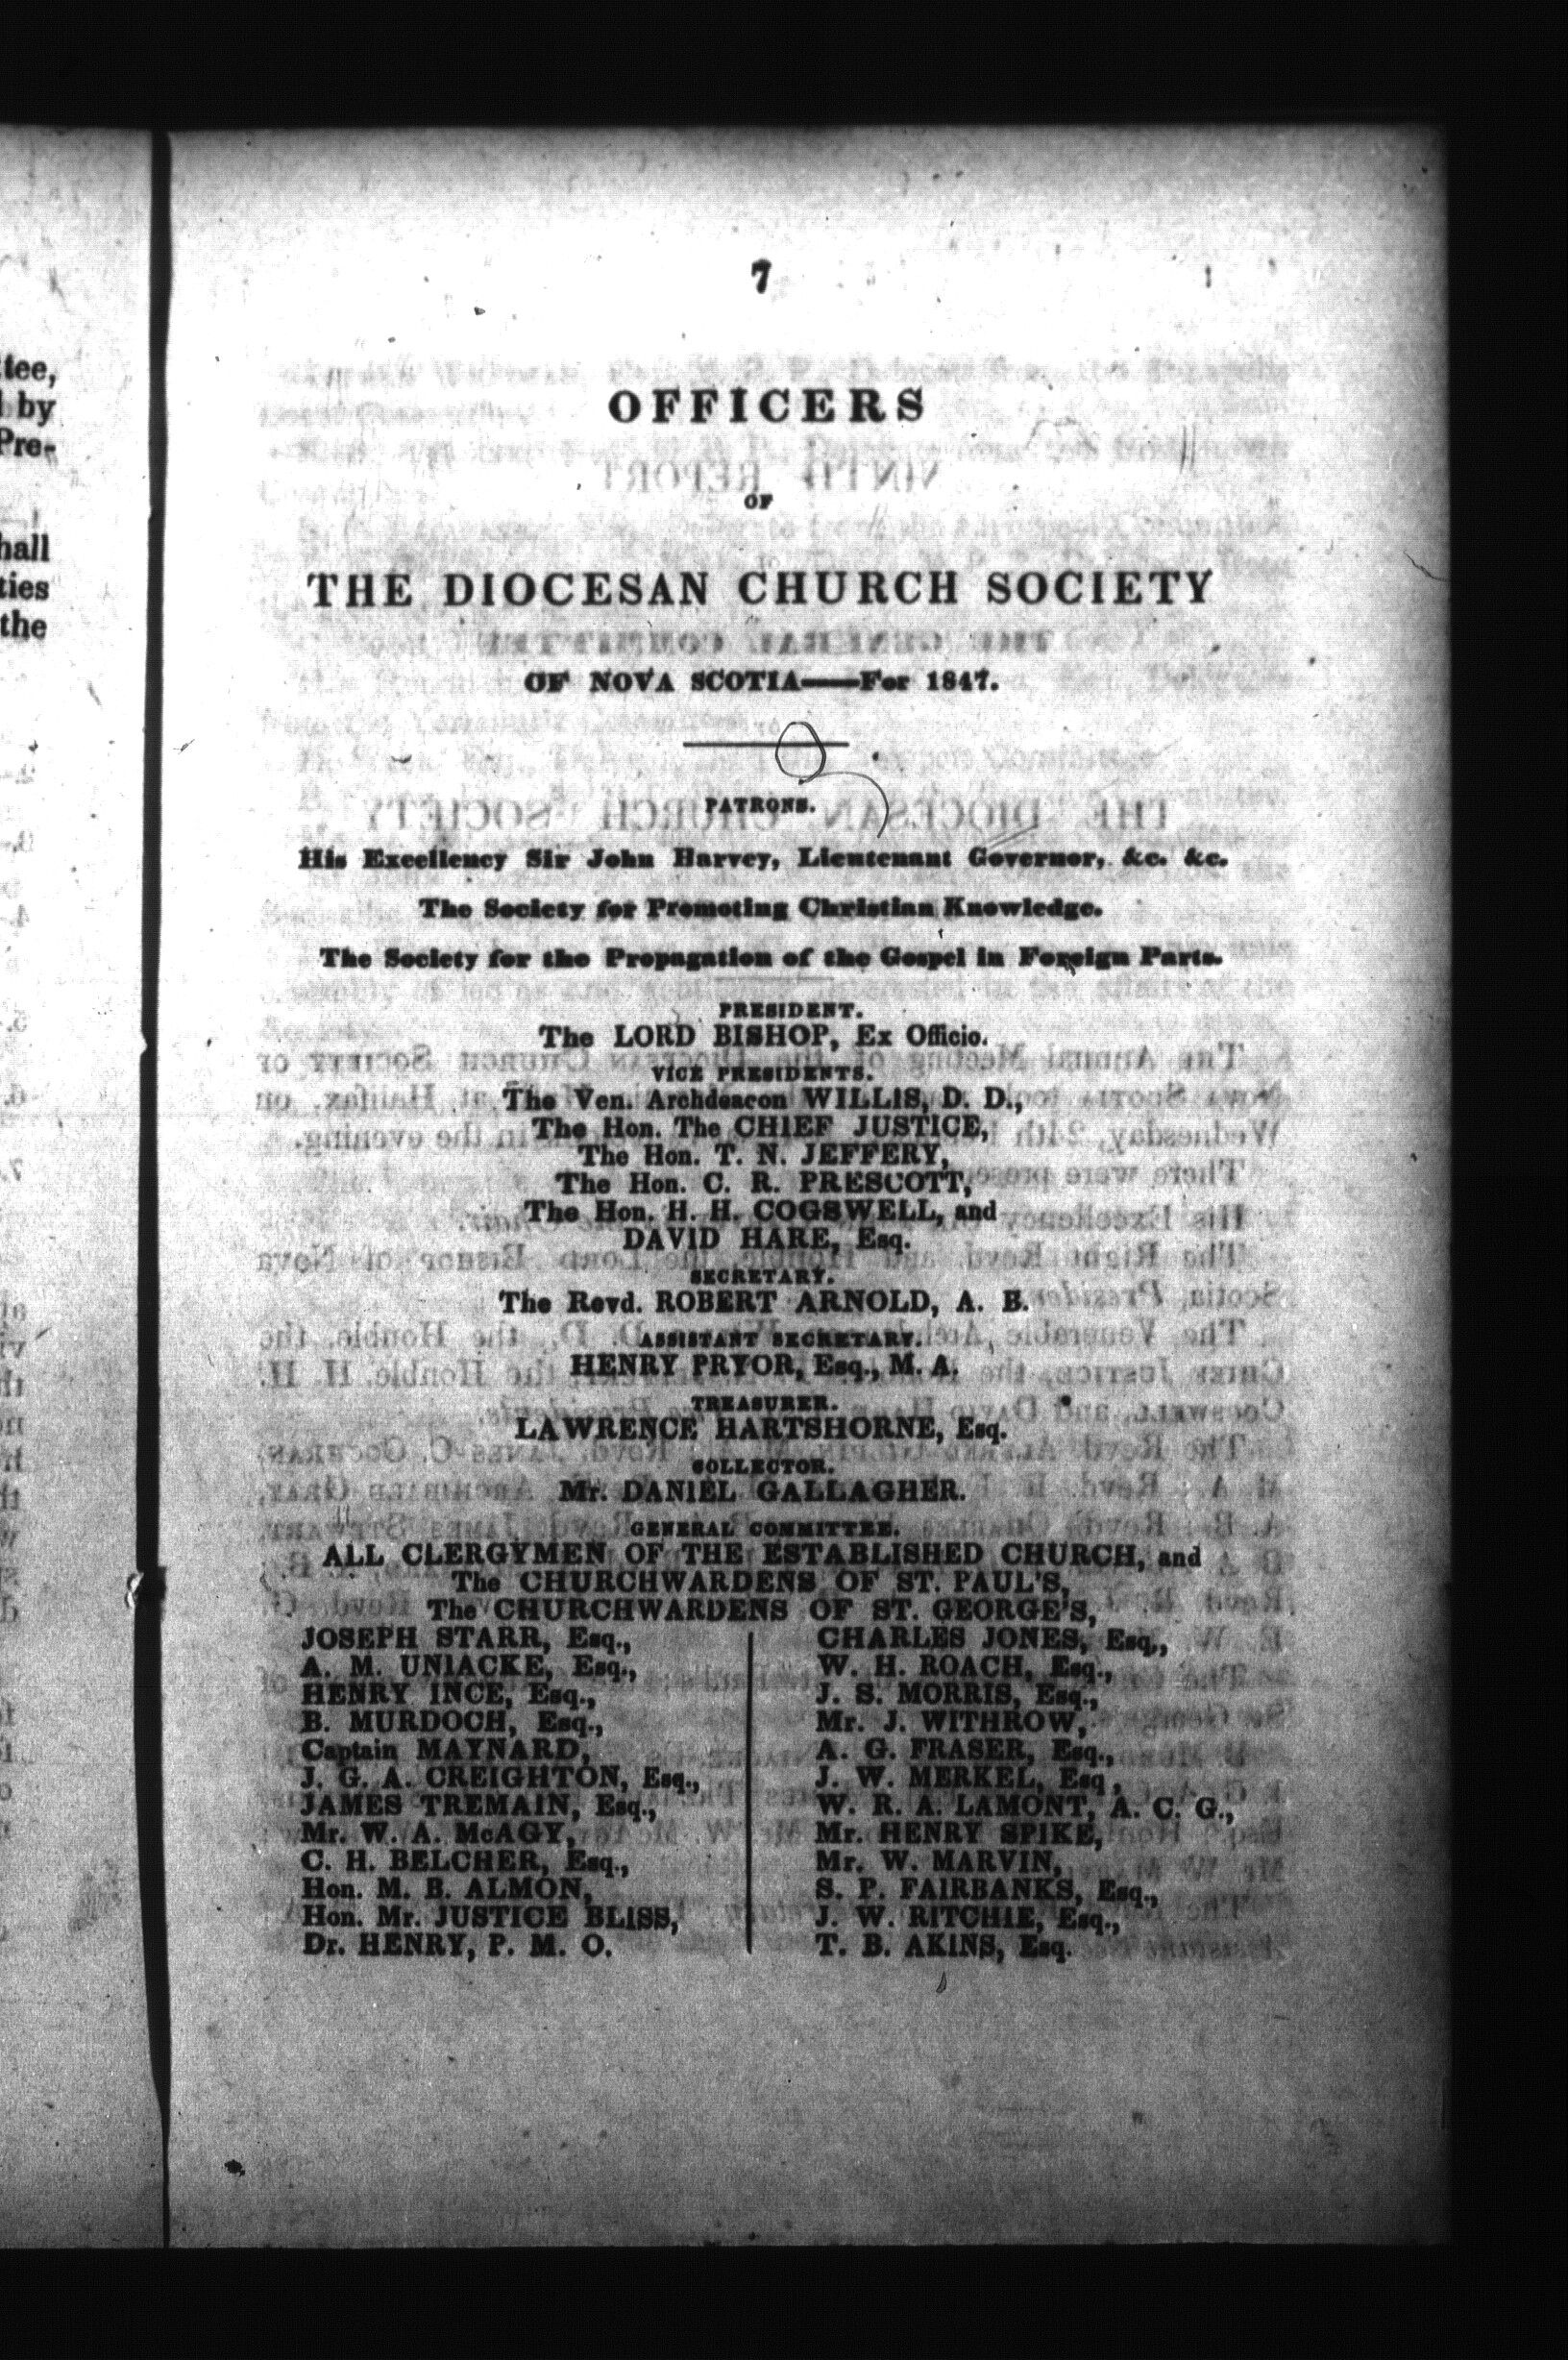 7
OFFICERS
OF
THE DIOCESAN CHURCH SOCIETY
OF NOVA SCOTIA——For 1847.
PATRONS.
His Excellency Sir John Harvey, Lieutenant Governor, &c. &c.
The Society for Promoting Christian Knowledge.
The Society for the Propagation of the Gospel in Foreign Parts.
PRESIDENT.
The LORD BISHOP, Ex Officio.
VICE PRESIDENTS.
The Ven. Archdeacon WILLIS, D. D.,
The Hon. The CHIEF JUSTICE,
The Hon. T. N. JEFFERY,
The Hon. C. R. PRESCOTT,
The Hon. H. H. COGSWELL, and
DAVID HARE, Esq.
SECRETARY.
The Revd. ROBERT ARNOLD, A. B.
ASSISTANT SECRETARY.
HENRY PRYOR, Esq., M. A.
TREASURER.
LAWRENCE HARTSHORNE, Esq.
COLLECTOR.
Mr. DANIEL GALLAGHER.
GENERAL COMMITTEE.
ALL CLERGYMEN OF THE ESTABLISHED CHURCH, and
The CHURCHWARDENS OF ST. PAUL'S,
The CHURCHWARDENS OF ST. GEORGE'S,
JOSEPH STARR, Esq.,
A. M. UNIACKE, Esq.,
HENRY INCE, Esq.,
B. MURDOCH, Esq.,
Captain MAYNARD,
J. G. A. CREIGHTON, Esq.,
JAMES TREMAIN, Esq.,
Mr. W. A. McAGY,
C. H. BELCHER, Esq.,
Hon. M. B. ALMON,
Hon. Mr. JUSTICE BLISS,
Dr. HENRY, P. M. O.
CHARLES JONES, Esq.,
W. H. ROACH, Esq.,
J. S. MORRIS, Esq.,
Mr. J. WITHROW,
A. G. FRASER, Esq.,
J. W. MERKEL, Esq,
W. R. A. LAMONT, A. C. G.,
Mr. HENRY SPIKE,
Mr. W. MARVIN,
S. P. FAIRBANKS, Esq.,
J. W. RITCHIE, Esq.,
T. B. AKINS, Esq.